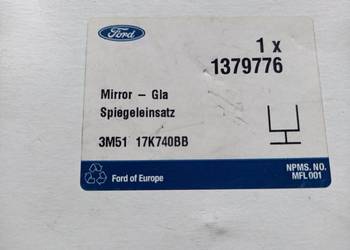 Ford
1 x
1379776
Mirror - Gla
Spiegeleinsatz
3M51 17K740BB
Ford of Europe
NPMS. NO.
MFL001